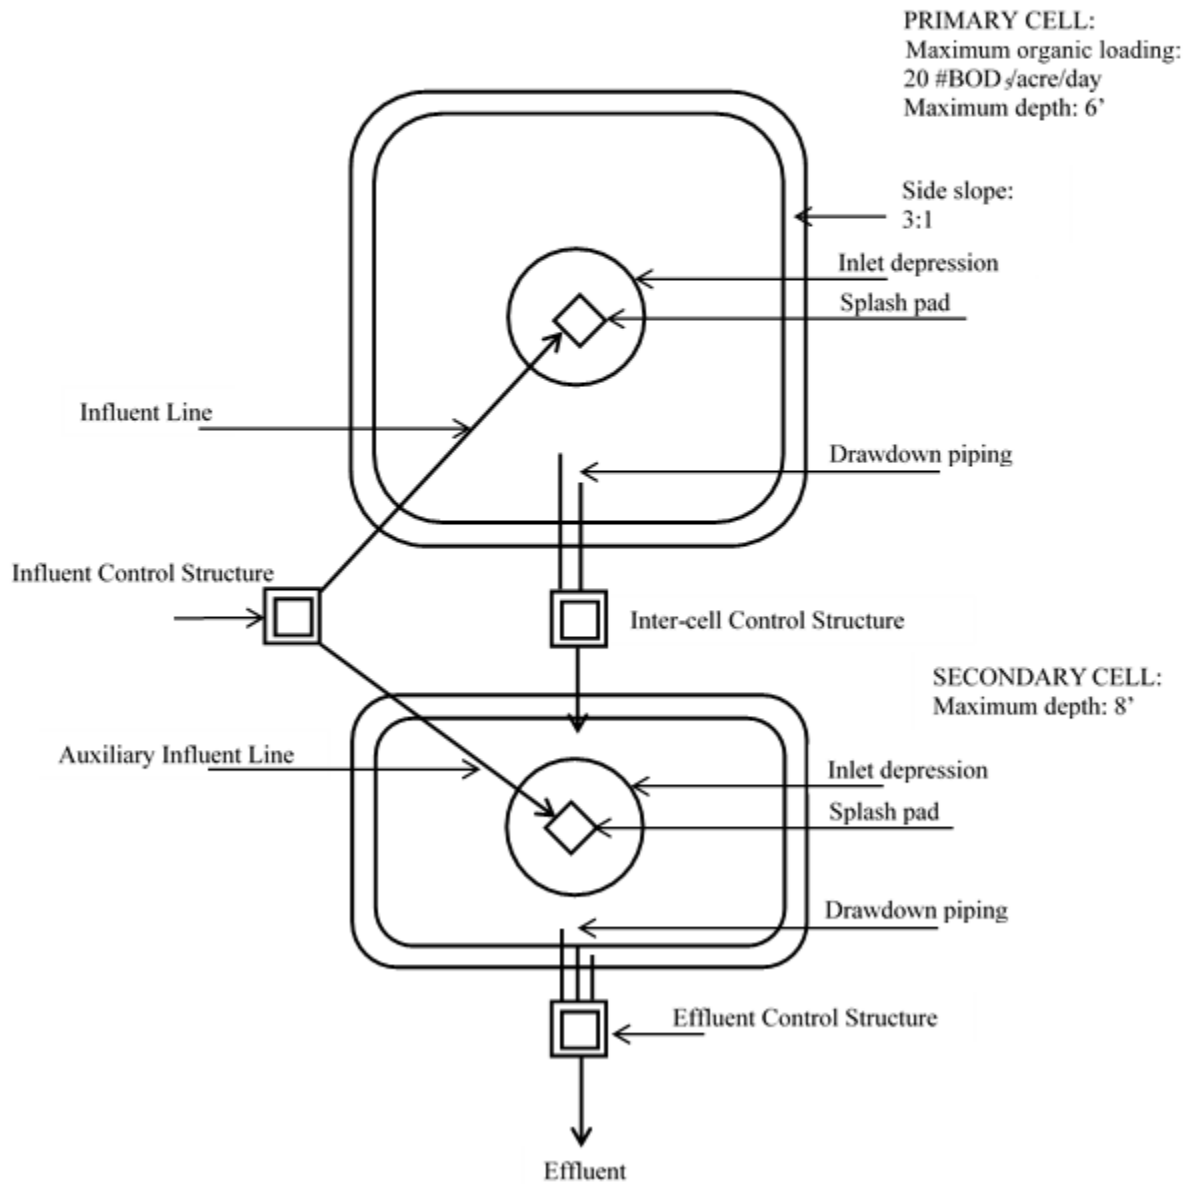 PRIMARY CELL:
Maximum organic loading:
20 #BOD₅/acre/day
Maximum depth: 6’
Side slope:
3:1
Inlet depression
Splash pad
Influent Line
Drawdown piping
Influent Control Structure
Inter-cell Control Structure
SECONDARY CELL:
Maximum depth: 8’
Auxiliary Influent Line
Inlet depression
Splash pad
Drawdown piping
Effluent Control Structure
Effluent